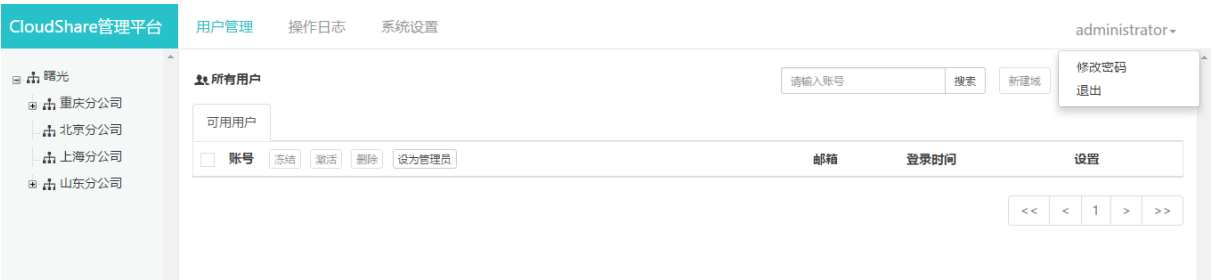 CloudShare管理平台 用户管理 操作日志 系统设置 administrator
修改密码
退出
曙光
重庆分公司
北京分公司
上海分公司
山东分公司
所有用户 请输入账号 搜索 新建域
可用用户
账号 冻结 激活 删除 设为管理员 邮箱 登录时间 设置
<< < 1 > >>